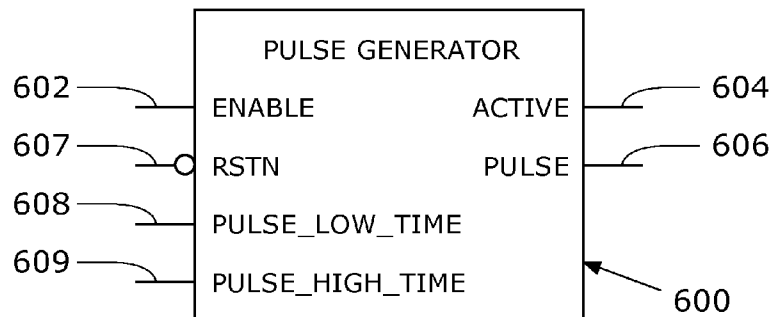 PULSE GENERATOR
602 ENABLE ACTIVE 604
607 RSTN PULSE 606
608 PULSE_LOW_TIME
609 PULSE_HIGH_TIME
600